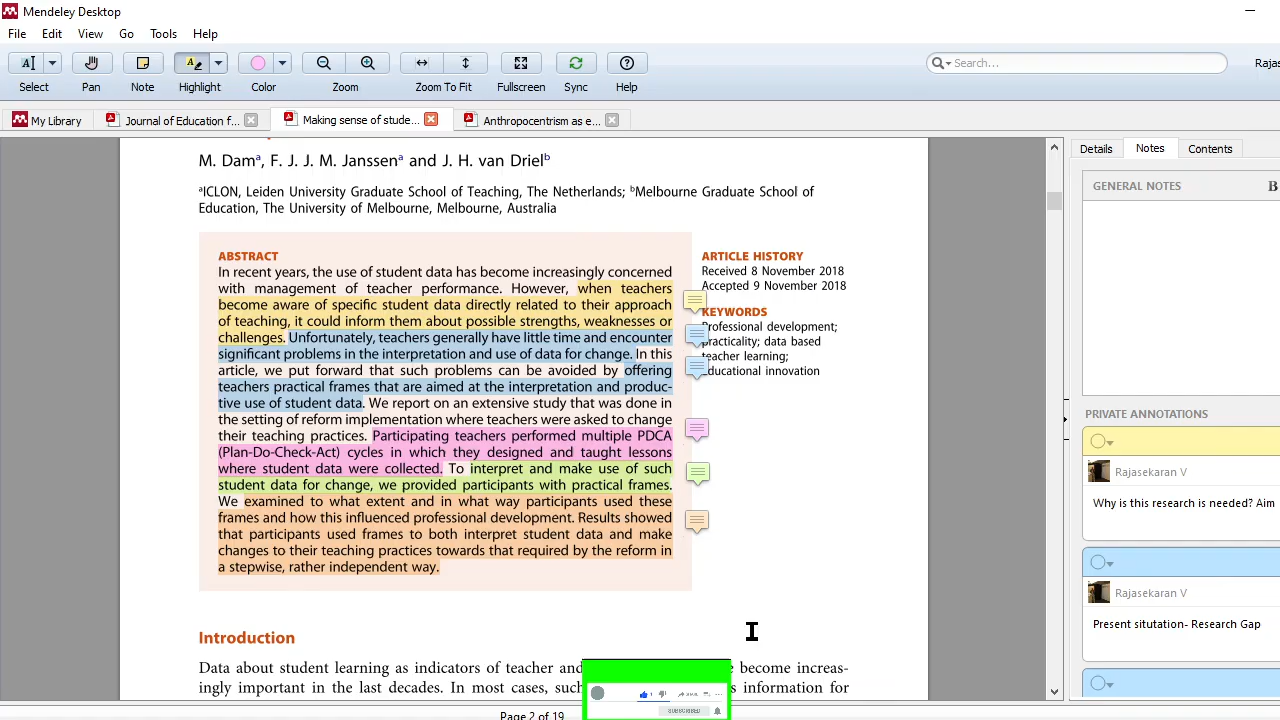 Mendeley Desktop
File Edit View Go Tools Help
Search...
Rajas
Select Pan Note Highlight Color Zoom Zoom To Fit Fullscreen Sync Help
My Library Journal of Education f... Making sense of stude... Anthropocentrism as e...
Details Notes Contents
M. Damᵃ, F. J. J. M. Janssenᵃ and J. H. van Drielᵇ
ᵃICLON, Leiden University Graduate School of Teaching, The Netherlands; ᵇMelbourne Graduate School of
Education, The University of Melbourne, Melbourne, Australia
ABSTRACT
In recent years, the use of student data has become increasingly concerned
with management of teacher performance. However, when teachers
become aware of specific student data directly related to their approach
of teaching, it could inform them about possible strengths, weaknesses or
challenges. Unfortunately, teachers generally have little time and encounter
significant problems in the interpretation and use of data for change. In this
article, we put forward that such problems can be avoided by offering
teachers practical frames that are aimed at the interpretation and produc-
tive use of student data. We report on an extensive study that was done in
the setting of reform implementation where teachers were asked to change
their teaching practices. Participating teachers performed multiple PDCA
(Plan-Do-Check-Act) cycles in which they designed and taught lessons
where student data were collected. To interpret and make use of such
student data for change, we provided participants with practical frames.
We examined to what extent and in what way participants used these
frames and how this influenced professional development. Results showed
that participants used frames to both interpret student data and make
changes to their teaching practices towards that required by the reform in
a stepwise, rather independent way.
ARTICLE HISTORY
Received 8 November 2018
Accepted 9 November 2018
KEYWORDS
Professional development;
practicality; data based
teacher learning;
educational innovation
Introduction
Data about student learning as indicators of teacher and become increas-
ingly important in the last decades. In most cases, such information for
SUBSCRIBED
Page 2 of 19
GENERAL NOTES B
PRIVATE ANNOTATIONS
Rajasekaran V
Why is this research is needed? Aim
Rajasekaran V
Present situtation- Research Gap